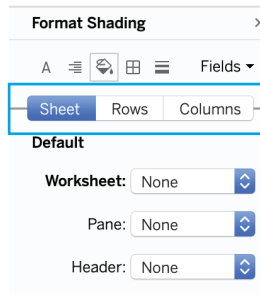 Format Shading
A Fields
Sheet Rows Columns
Default
Worksheet: None
Pane: None
Header: None